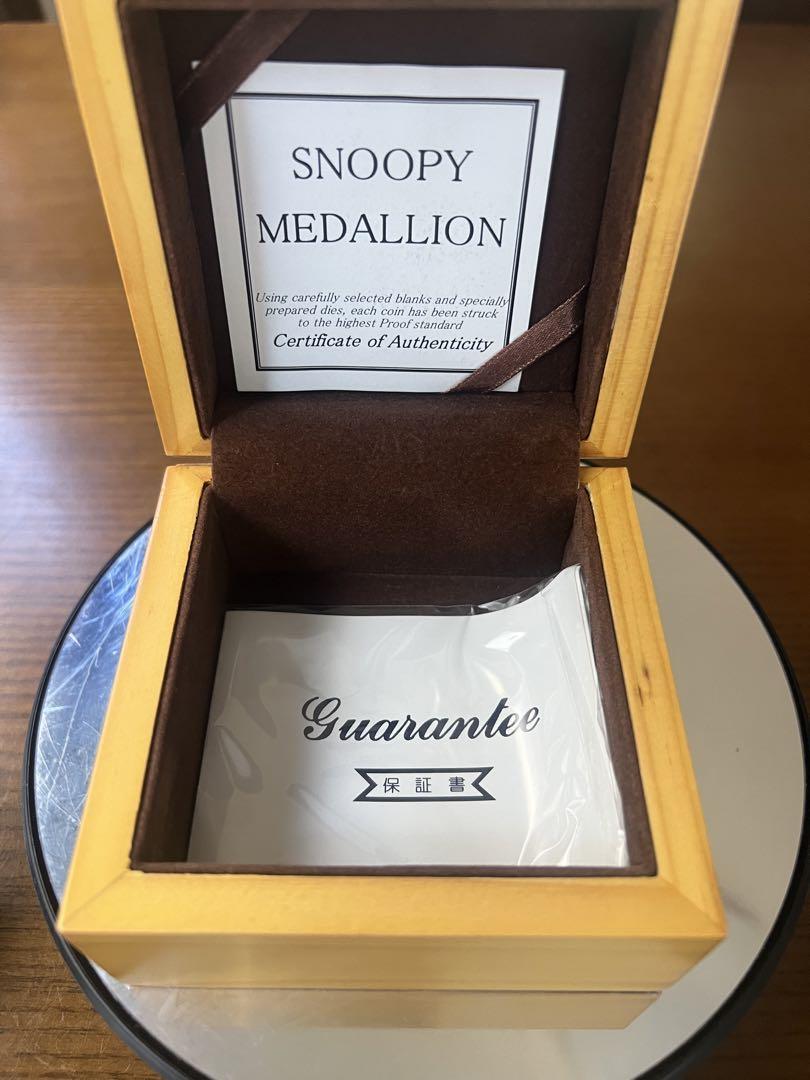 SNOOPY
MEDALLION
Using carefully selected blanks and specially
prepared dies, each coin has been struck
to the highest Proof standard
Certificate of Authenticity
Guarantee
保証書